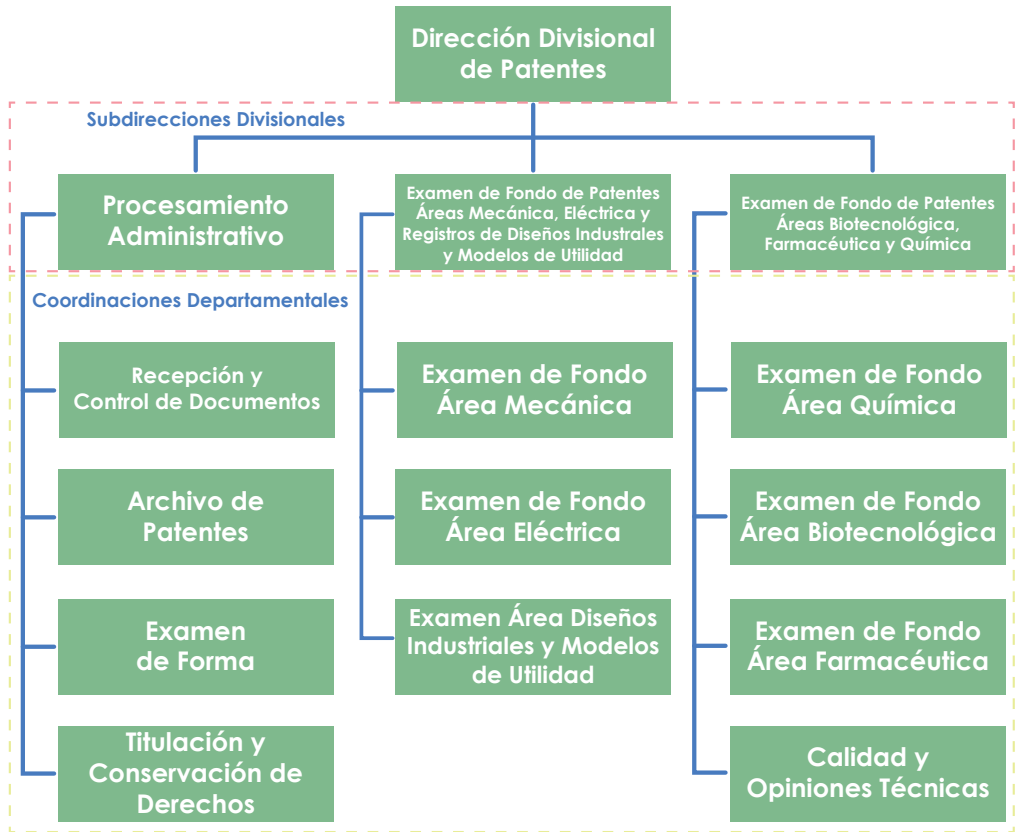 Dirección Divisional
de Patentes
Subdirecciones Divisionales
Procesamiento
Administrativo
Examen de Fondo de Patentes
Áreas Mecánica, Eléctrica y
Registros de Diseños Industrales
y Modelos de Utilidad
Examen de Fondo de Patentes
Áreas Biotecnológica,
Farmacéutica y Química
Coordinaciones Departamentales
Recepción y
Control de Documentos
Examen de Fondo
Área Mecánica
Examen de Fondo
Área Química
Archivo de
Patentes
Examen de Fondo
Área Eléctrica
Examen de Fondo
Área Biotecnológica
Examen
de Forma
Examen Área Diseños
Industriales y Modelos
de Utilidad
Examen de Fondo
Área Farmacéutica
Titulación y
Conservación de
Derechos
Calidad y
Opiniones Técnicas